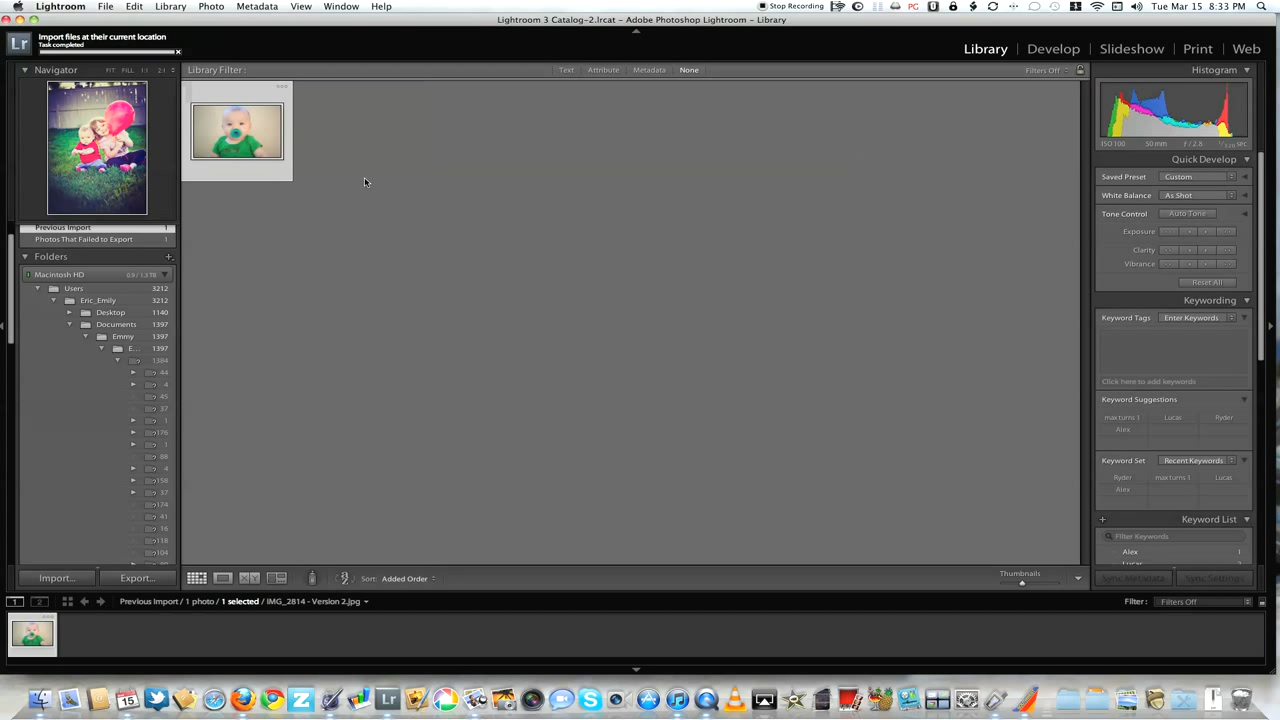 Lightroom File Edit Library Photo Metadata View Window Help Stop Recording Tue Mar 15 8:33 PM
Lightroom 3 Catalog-2.lrcat - Adobe Photoshop Lightroom - Library
Lr Import files at their current location
Task completed
Library Develop Slideshow Print Web
Navigator FIT FILL 1:1 2:1
Library Filter : Text Attribute Metadata None Filters Off
Histogram
ISO 100 50 mm f / 2.8
Quick Develop
Saved Preset Custom
White Balance As Shot
Tone Control Auto Tone
Exposure
Clarity
Vibrance
Reset All
Previous Import 1
Photos That Failed to Export 1
Folders
Macintosh HD 0.9 / 1.3 TB
Users 3212
Eric_Emily 3212
Desktop 1140
Documents 1397
Emmy 1397
E... 1397
1384
44
4
45
37
1
176
1
88
4
158
37
174
41
16
138
104
Keywording
Keyword Tags Enter Keywords
Click here to add keywords
Keyword Suggestions
max turns 1 Lucas Ryder
Alex
Keyword Set Recent Keywords
Ryder max turns 1 Lucas
Alex
Keyword List
Filter Keywords
Alex 1
Import... Export... Sort: Added Order Thumbnails Sync Metadata Sync Settings
1 2 Previous Import / 1 photo / 1 selected / IMG_2814 - Version 2.jpg Filter : Filters Off
15 Lr Z S